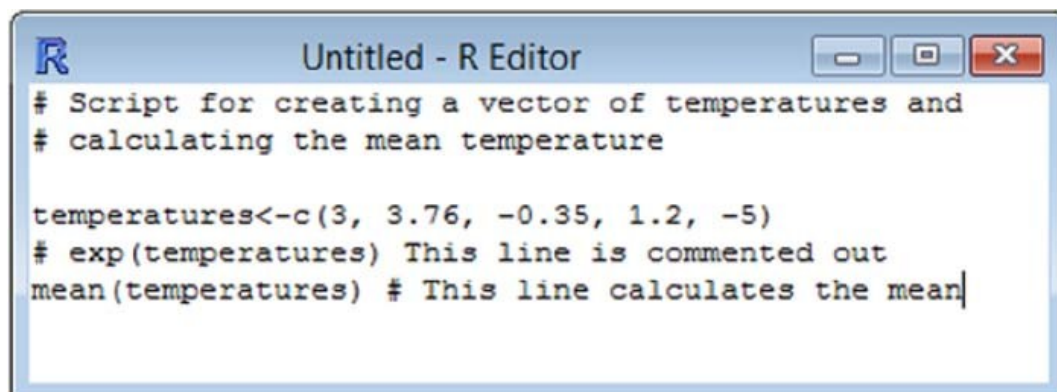 R Untitled - R Editor
# Script for creating a vector of temperatures and
# calculating the mean temperature
temperatures<-c(3, 3.76, -0.35, 1.2, -5)
# exp(temperatures) This line is commented out
mean(temperatures) # This line calculates the mean